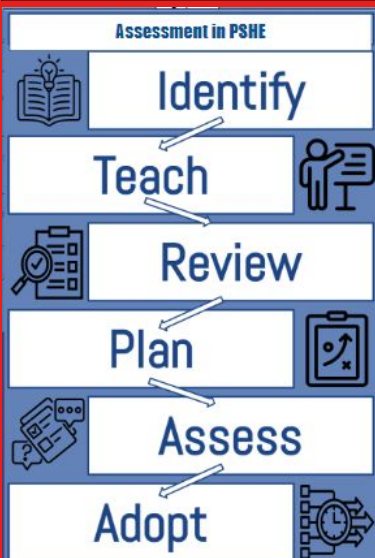 Assessment in PSHE
Identify
Teach
Review
Plan
Assess
Adopt